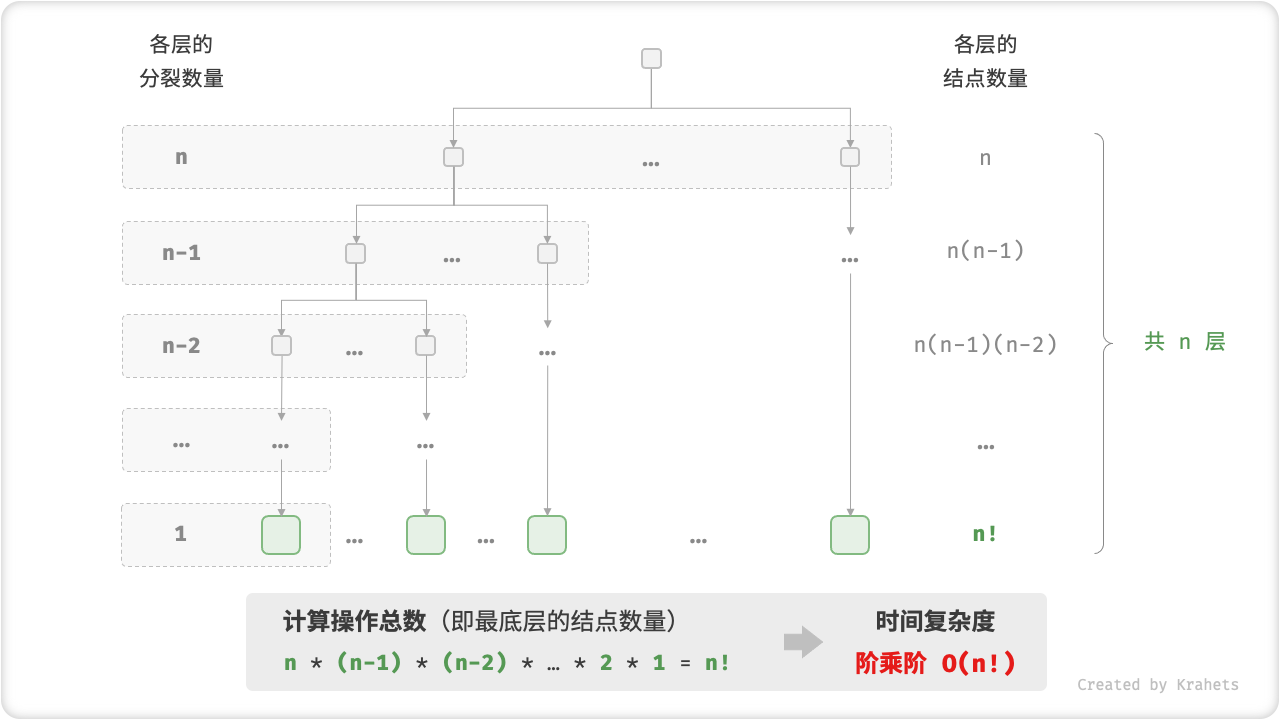 各层的
分裂数量
各层的
结点数量
n
…
n
n-1
…
…
n(n-1)
n-2
…
…
n(n-1)(n-2)
共 n 层
…
…
…
…
1
…
…
…
n!
计算操作总数（即最底层的结点数量）
n * (n-1) * (n-2) * … * 2 * 1 = n!
时间复杂度
阶乘阶 O(n!)
Created by Krahets